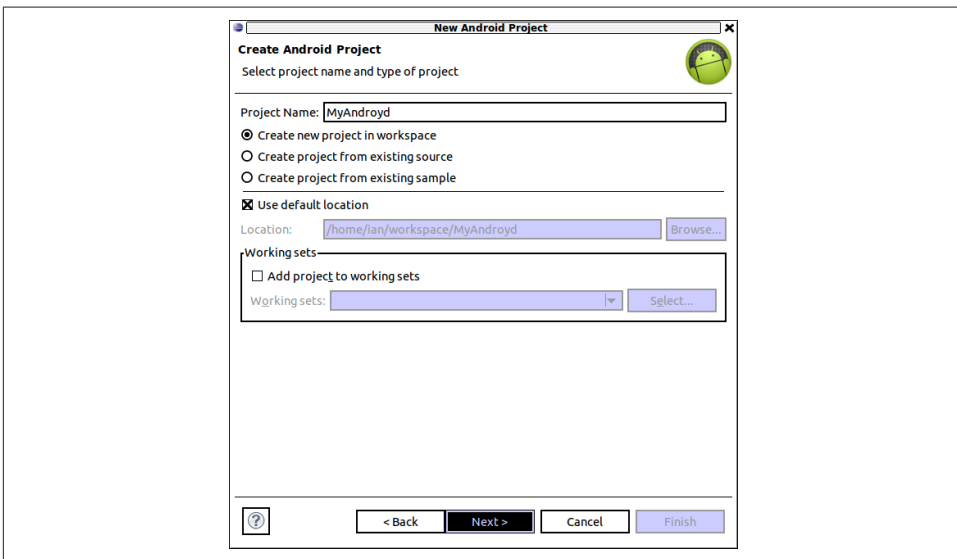 New Android Project
Create Android Project
Select project name and type of project
Project Name: MyAndroyd
Create new project in workspace
Create project from existing source
Create project from existing sample
Use default location
Location: /home/ian/workspace/MyAndroyd Browse...
Working sets
Add project to working sets
Working sets: Select...
? < Back Next > Cancel Finish